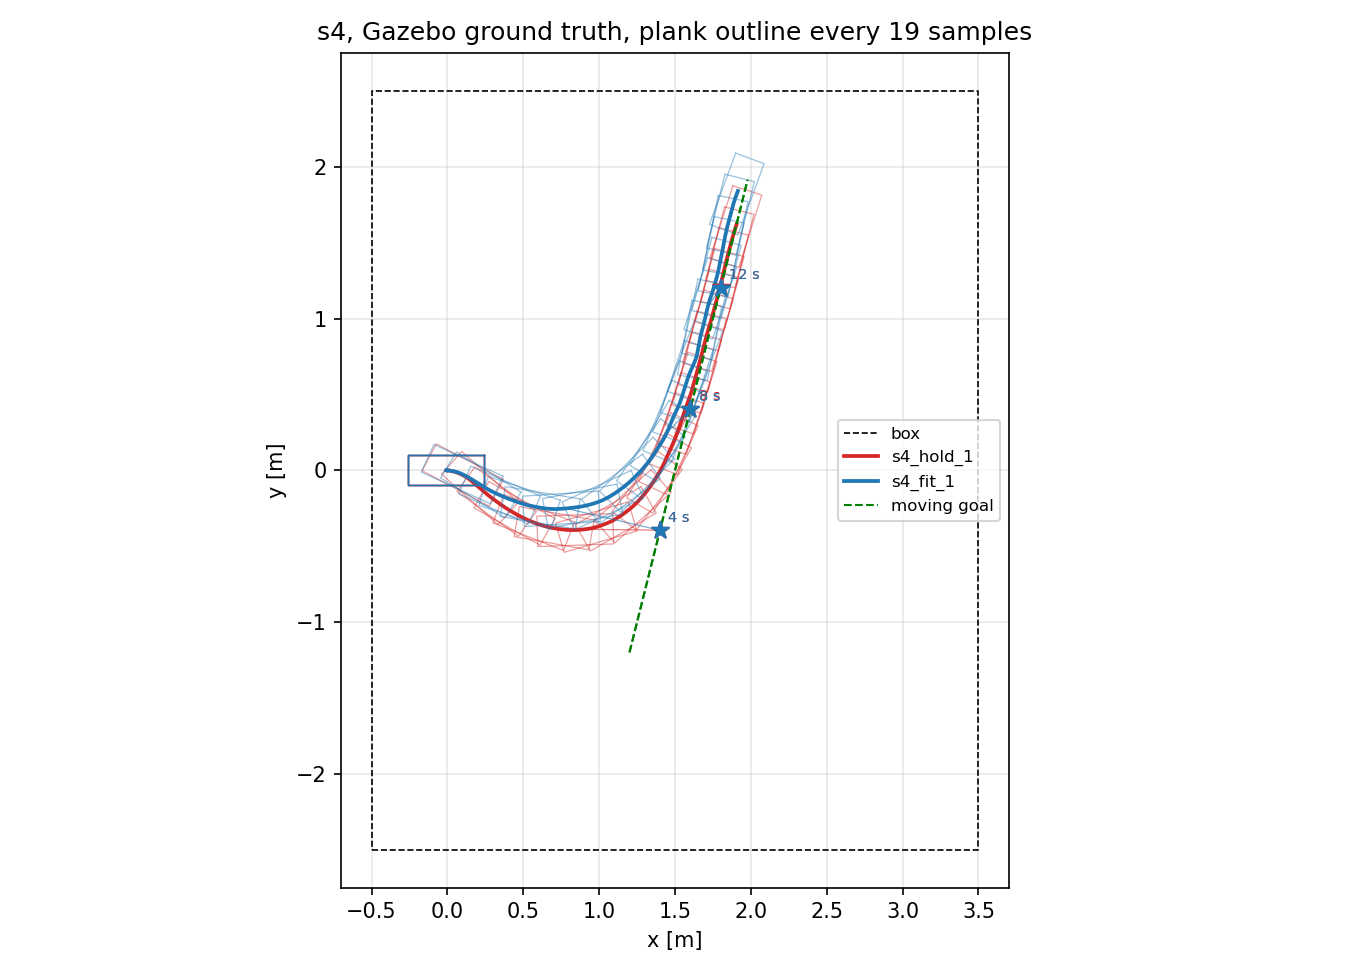 s4, Gazebo ground truth, plank outline every 19 samples
2
1
0
−1
−2
y [m]
12 s
8 s
4 s
box
s4_hold_1
s4_fit_1
moving goal
−0.5 0.0 0.5 1.0 1.5 2.0 2.5 3.0 3.5
x [m]